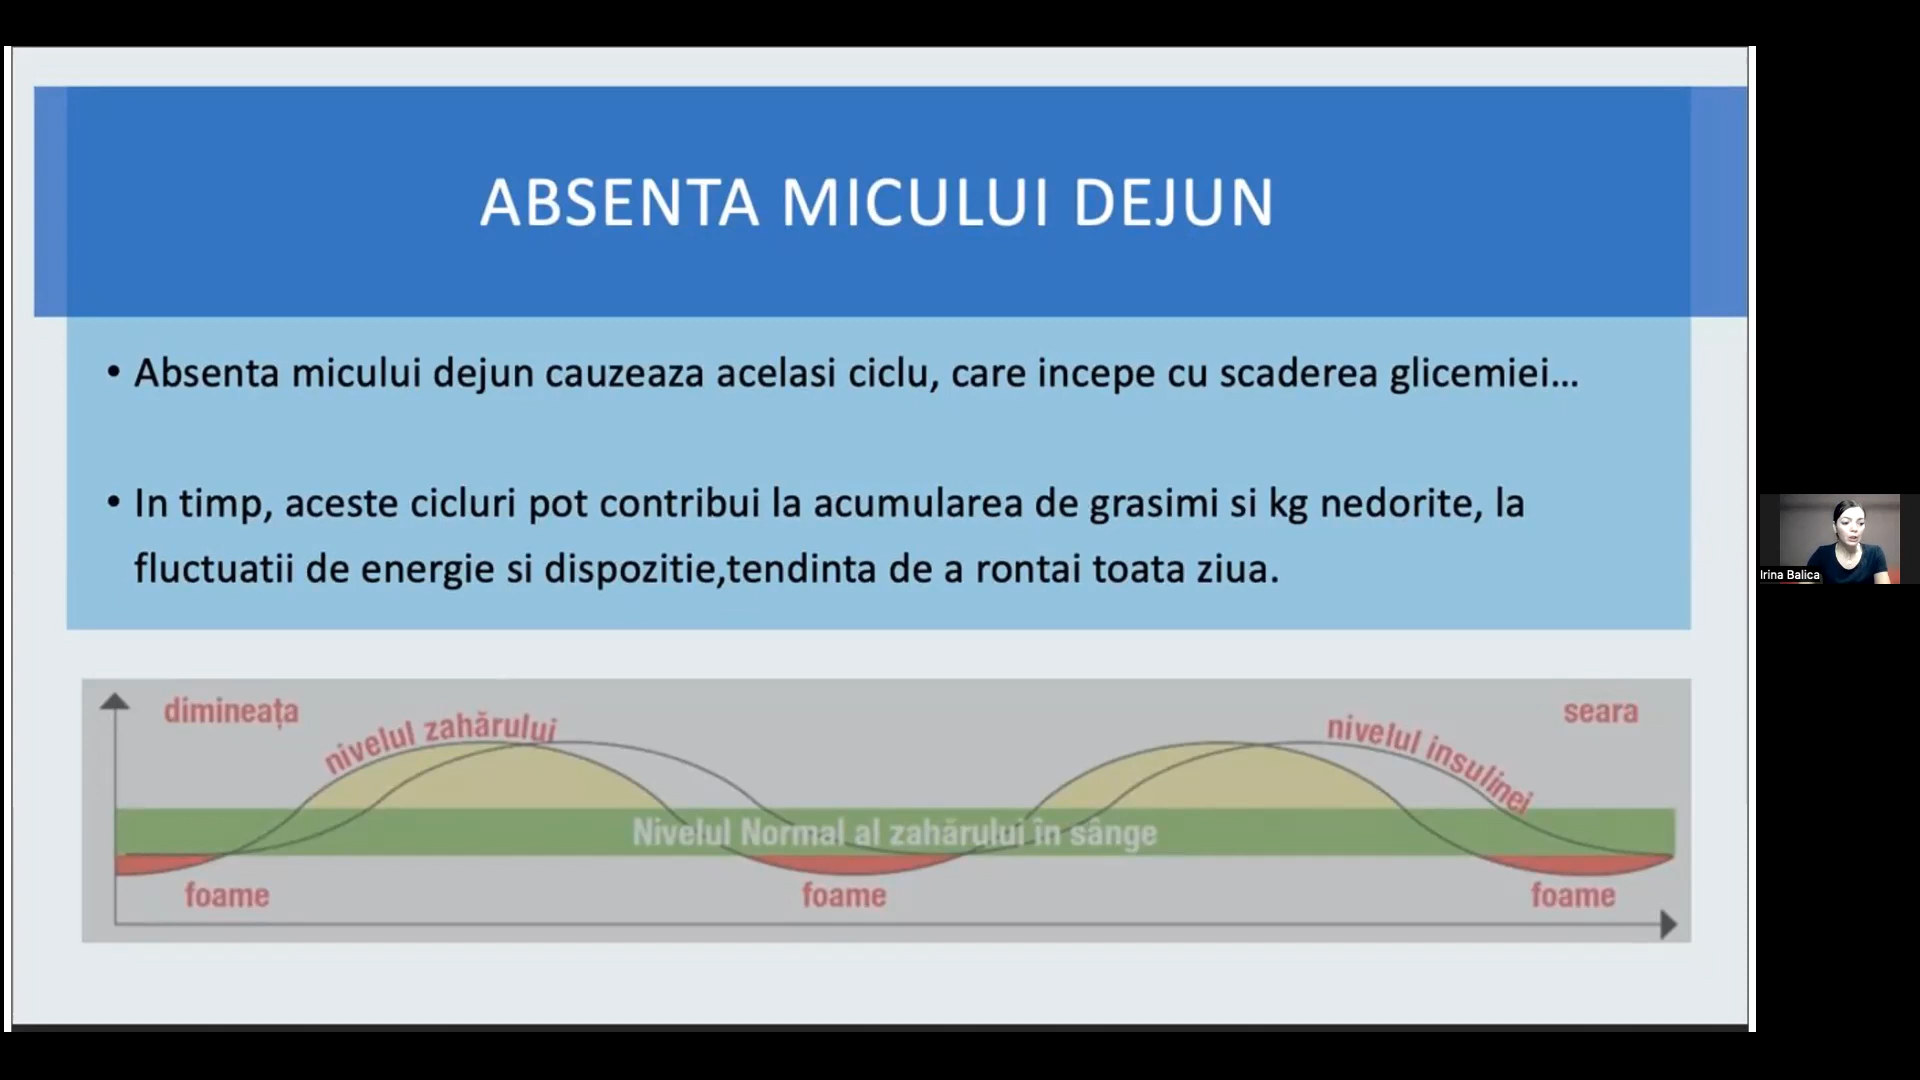 ABSENTA MICULUI DEJUN
• Absenta micului dejun cauzeaza acelasi ciclu, care incepe cu scaderea glicemiei...
• In timp, aceste cicluri pot contribui la acumularea de grasimi si kg nedorite, la
fluctuatii de energie si dispozitie,tendinta de a rontai toata ziua.
Irina Balica
dimineața
nivelul zahărului
nivelul insulinei
seara
Nivelul Normal al zahărului în sânge
foame
foame
foame